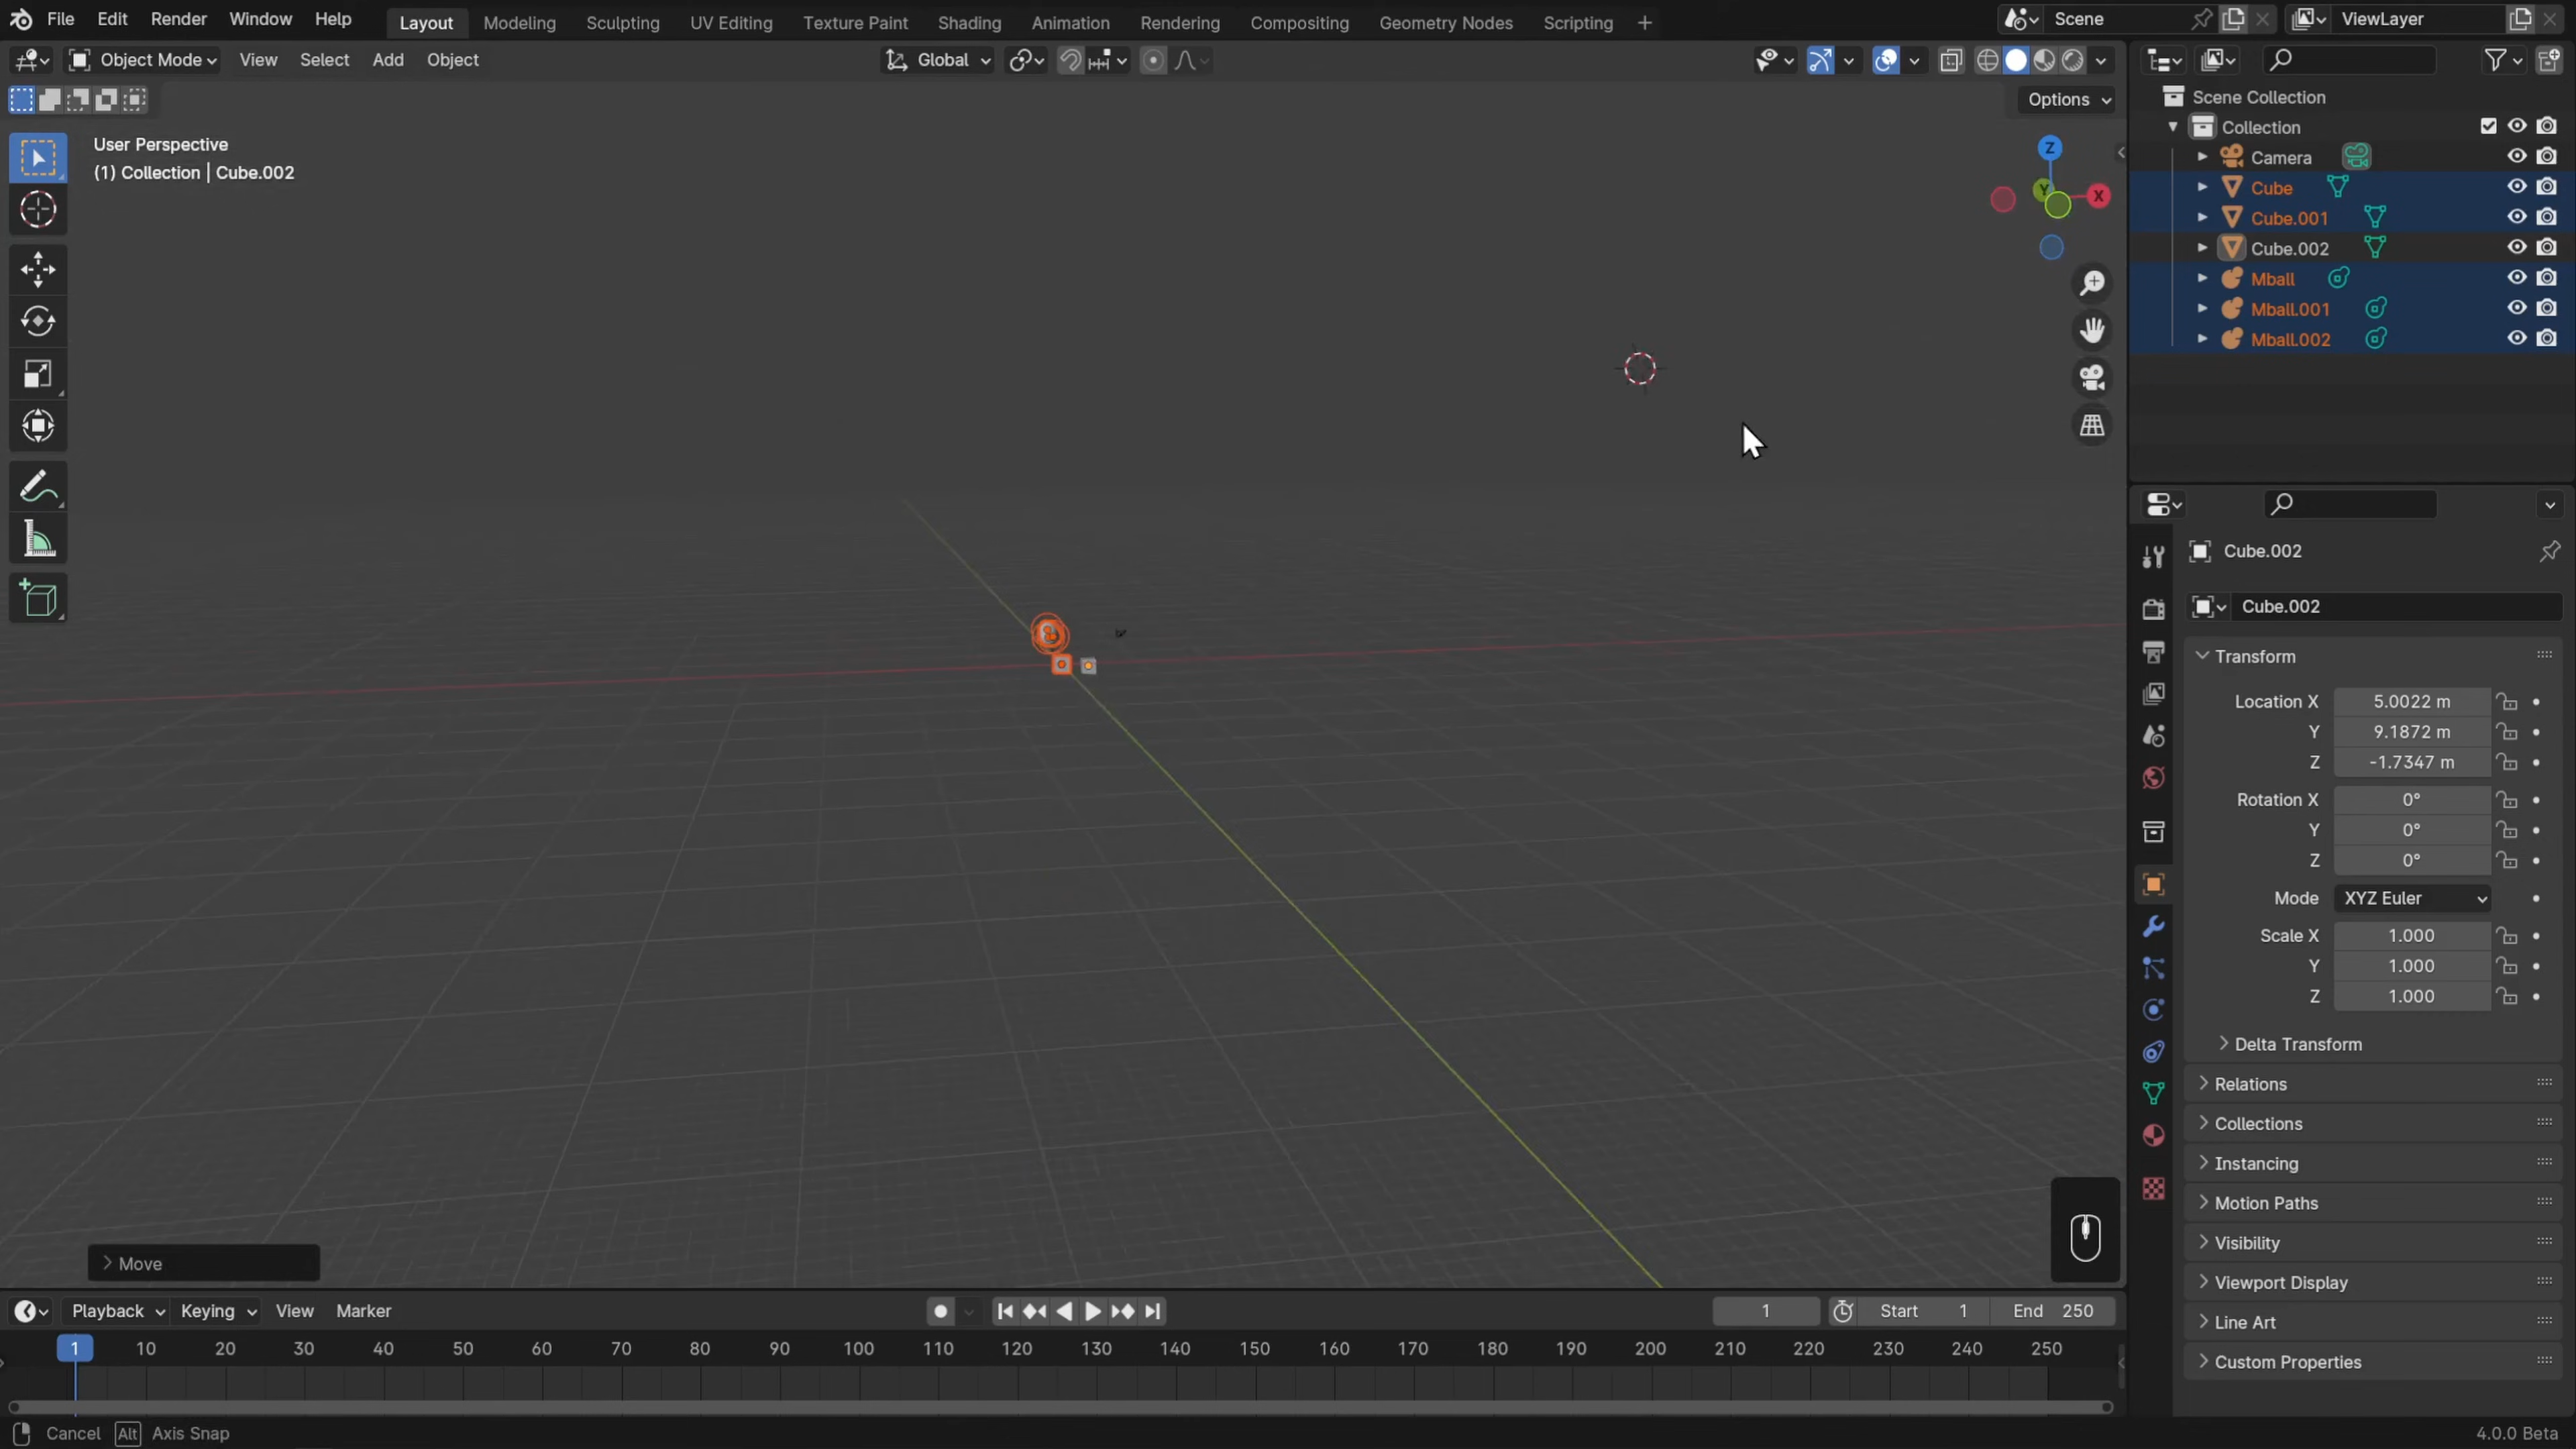 File Edit Render Window Help Layout Modeling Sculpting UV Editing Texture Paint Shading Animation Rendering Compositing Geometry Nodes Scripting + Scene ViewLayer
Object Mode View Select Add Object Global
Options
User Perspective
(1) Collection | Cube.002
Z
Y
X
Scene Collection
Collection
Camera
Cube
Cube.001
Cube.002
Mball
Mball.001
Mball.002
Cube.002
Cube.002
Transform
Location X 5.0022 m
Y 9.1872 m
Z -1.7347 m
Rotation X 0°
Y 0°
Z 0°
Mode XYZ Euler
Scale X 1.000
Y 1.000
Z 1.000
Delta Transform
Relations
Collections
Instancing
Motion Paths
Visibility
Viewport Display
Line Art
Custom Properties
Move
Playback Keying View Marker 1 Start 1 End 250
1 10 20 30 40 50 60 70 80 90 100 110 120 130 140 150 160 170 180 190 200 210 220 230 240 250
Cancel Alt Axis Snap 4.0.0 Beta